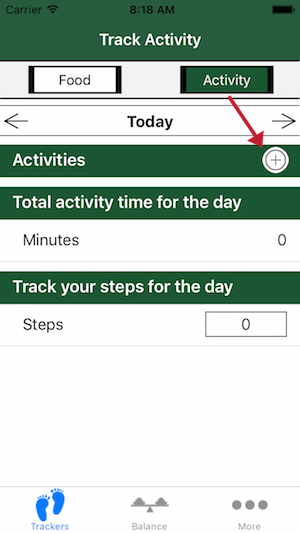 Carrier 8:18 AM
Track Activity
Food Activity
Today
Activities
Total activity time for the day
Minutes 0
Track your steps for the day
Steps 0
Trackers Balance More